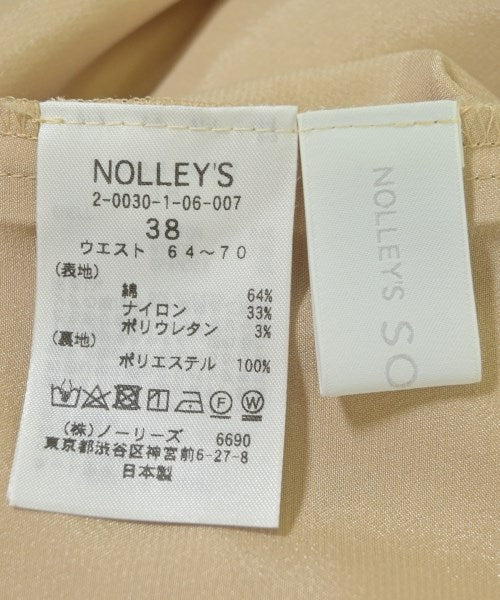 NOLLEY'S
2-0030-1-06-007
38
ウエスト 64～70
(表地)
綿 64%
ナイロン 33%
ポリウレタン 3%
(裏地)
ポリエステル 100%
F W
(株)ノーリーズ 6690
東京都渋谷区神宮前6-27-8
日本製
NOLLEY'S SO